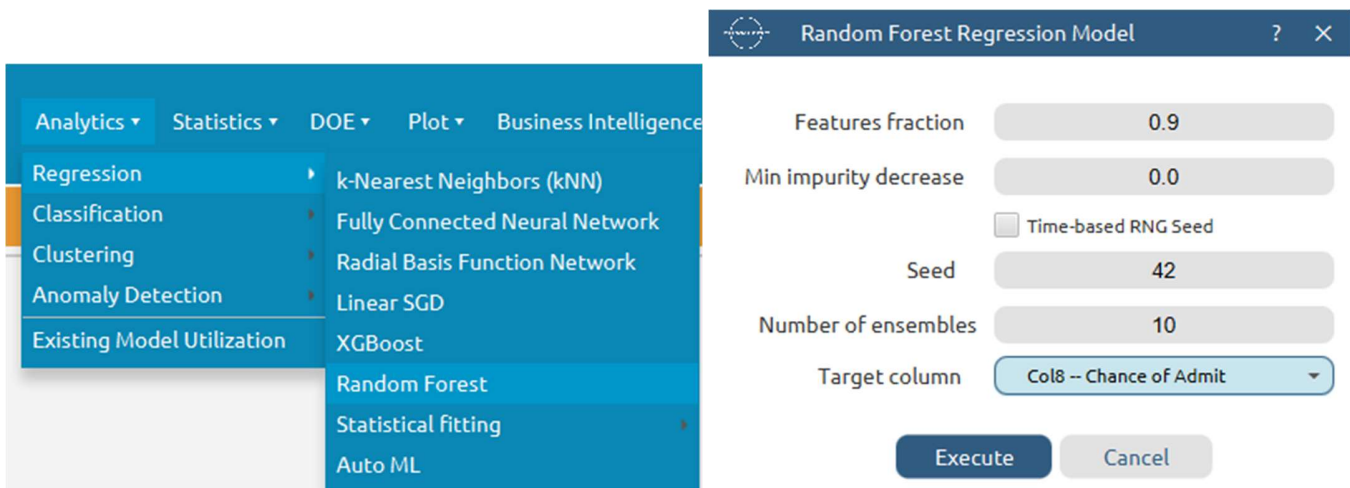 Analytics ▾ Statistics ▾ DOE ▾ Plot ▾ Business Intelligence
Regression
Classification
Clustering
Anomaly Detection
Existing Model Utilization
k-Nearest Neighbors (kNN)
Fully Connected Neural Network
Radial Basis Function Network
Linear SGD
XGBoost
Random Forest
Statistical fitting
Auto ML
Random Forest Regression Model ? ×
Features fraction 0.9
Min impurity decrease 0.0
Time-based RNG Seed
Seed 42
Number of ensembles 10
Target column Col8 -- Chance of Admit
Execute Cancel